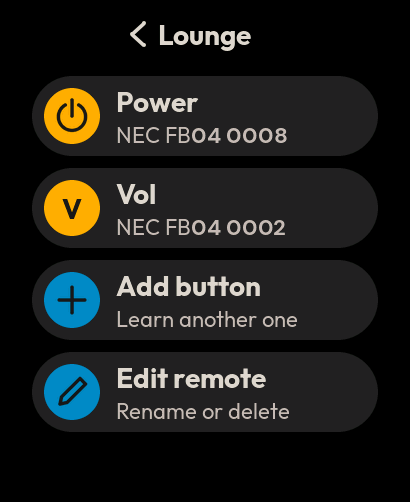 Lounge
Power
NEC FB04 0008
V
Vol
NEC FB04 0002
Add button
Learn another one
Edit remote
Rename or delete